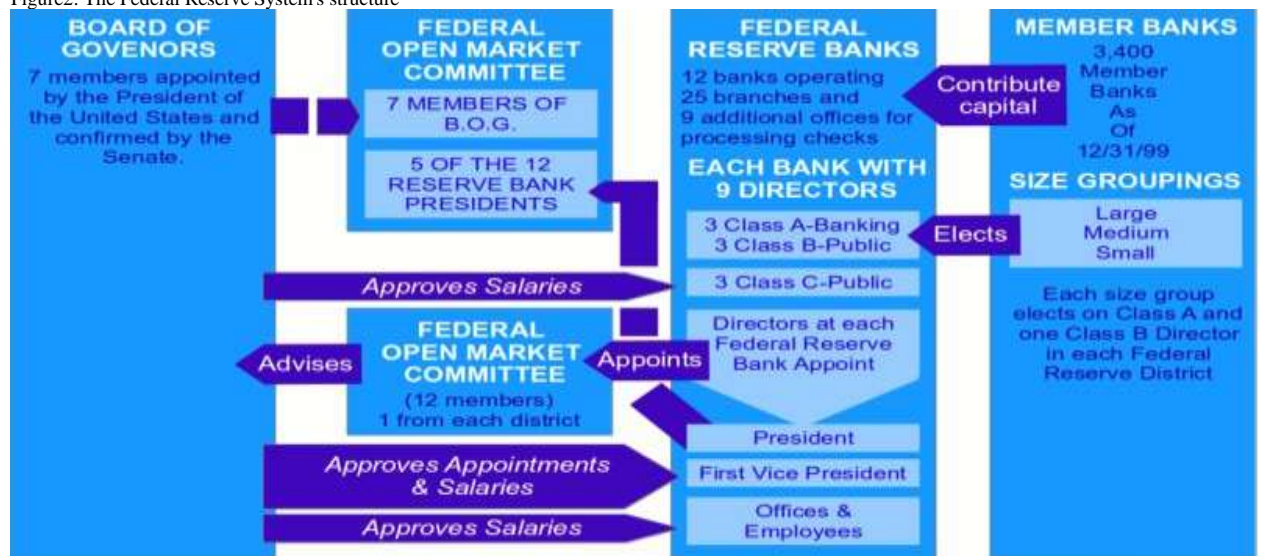 Figure2. The Federal Reserve System's structure
BOARD OF
GOVENORS
7 members appointed
by the President of
the United States and
confirmed by the
Senate.
FEDERAL
OPEN MARKET
COMMITTEE
7 MEMBERS OF
B.O.G.
5 OF THE 12
RESERVE BANK
PRESIDENTS
Approves Salaries
FEDERAL
OPEN MARKET
COMMITTEE
(12 members)
1 from each district
Advises
Appoints
Approves Appointments
& Salaries
Approves Salaries
FEDERAL
RESERVE BANKS
12 banks operating
25 branches and
9 additional offices for
processing checks
EACH BANK WITH
9 DIRECTORS
3 Class A-Banking
3 Class B-Public
3 Class C-Public
Directors at each
Federal Reserve
Bank Appoint
President
First Vice President
Offices &
Employees
Contribute
capital
Elects
MEMBER BANKS
3,400
Member
Banks
As
Of
12/31/99
SIZE GROUPINGS
Large
Medium
Small
Each size group
elects on Class A and
one Class B Director
in each Federal
Reserve District